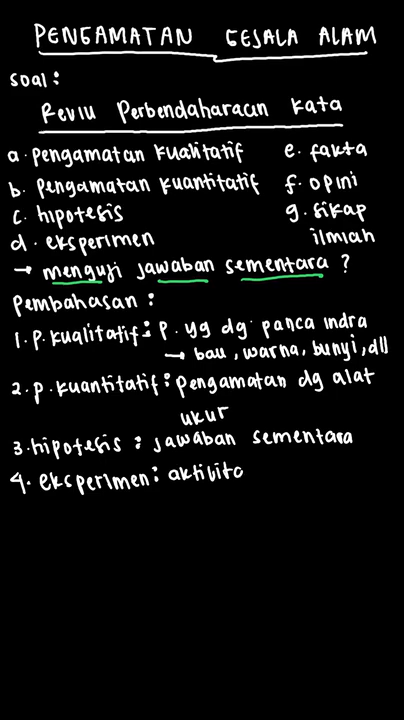 PENGAMATAN GEJALA ALAM
soal :
Reviu Perbendaharaan kata
a. pengamatan kualitatif e. fakta
b. pengamatan kuantitatif f. opini
c. hipotesis g. sikap
d. eksperimen ilmiah
→ menguji jawaban sementara ?
pembahasan :
1. p. kualitatif : p. yg dg panca indra
→ bau, warna, bunyi, dll
2. p. kuantitatif : pengamatan dg alat
ukur
3. hipotesis : jawaban sementara
4. eksperimen : aktivita